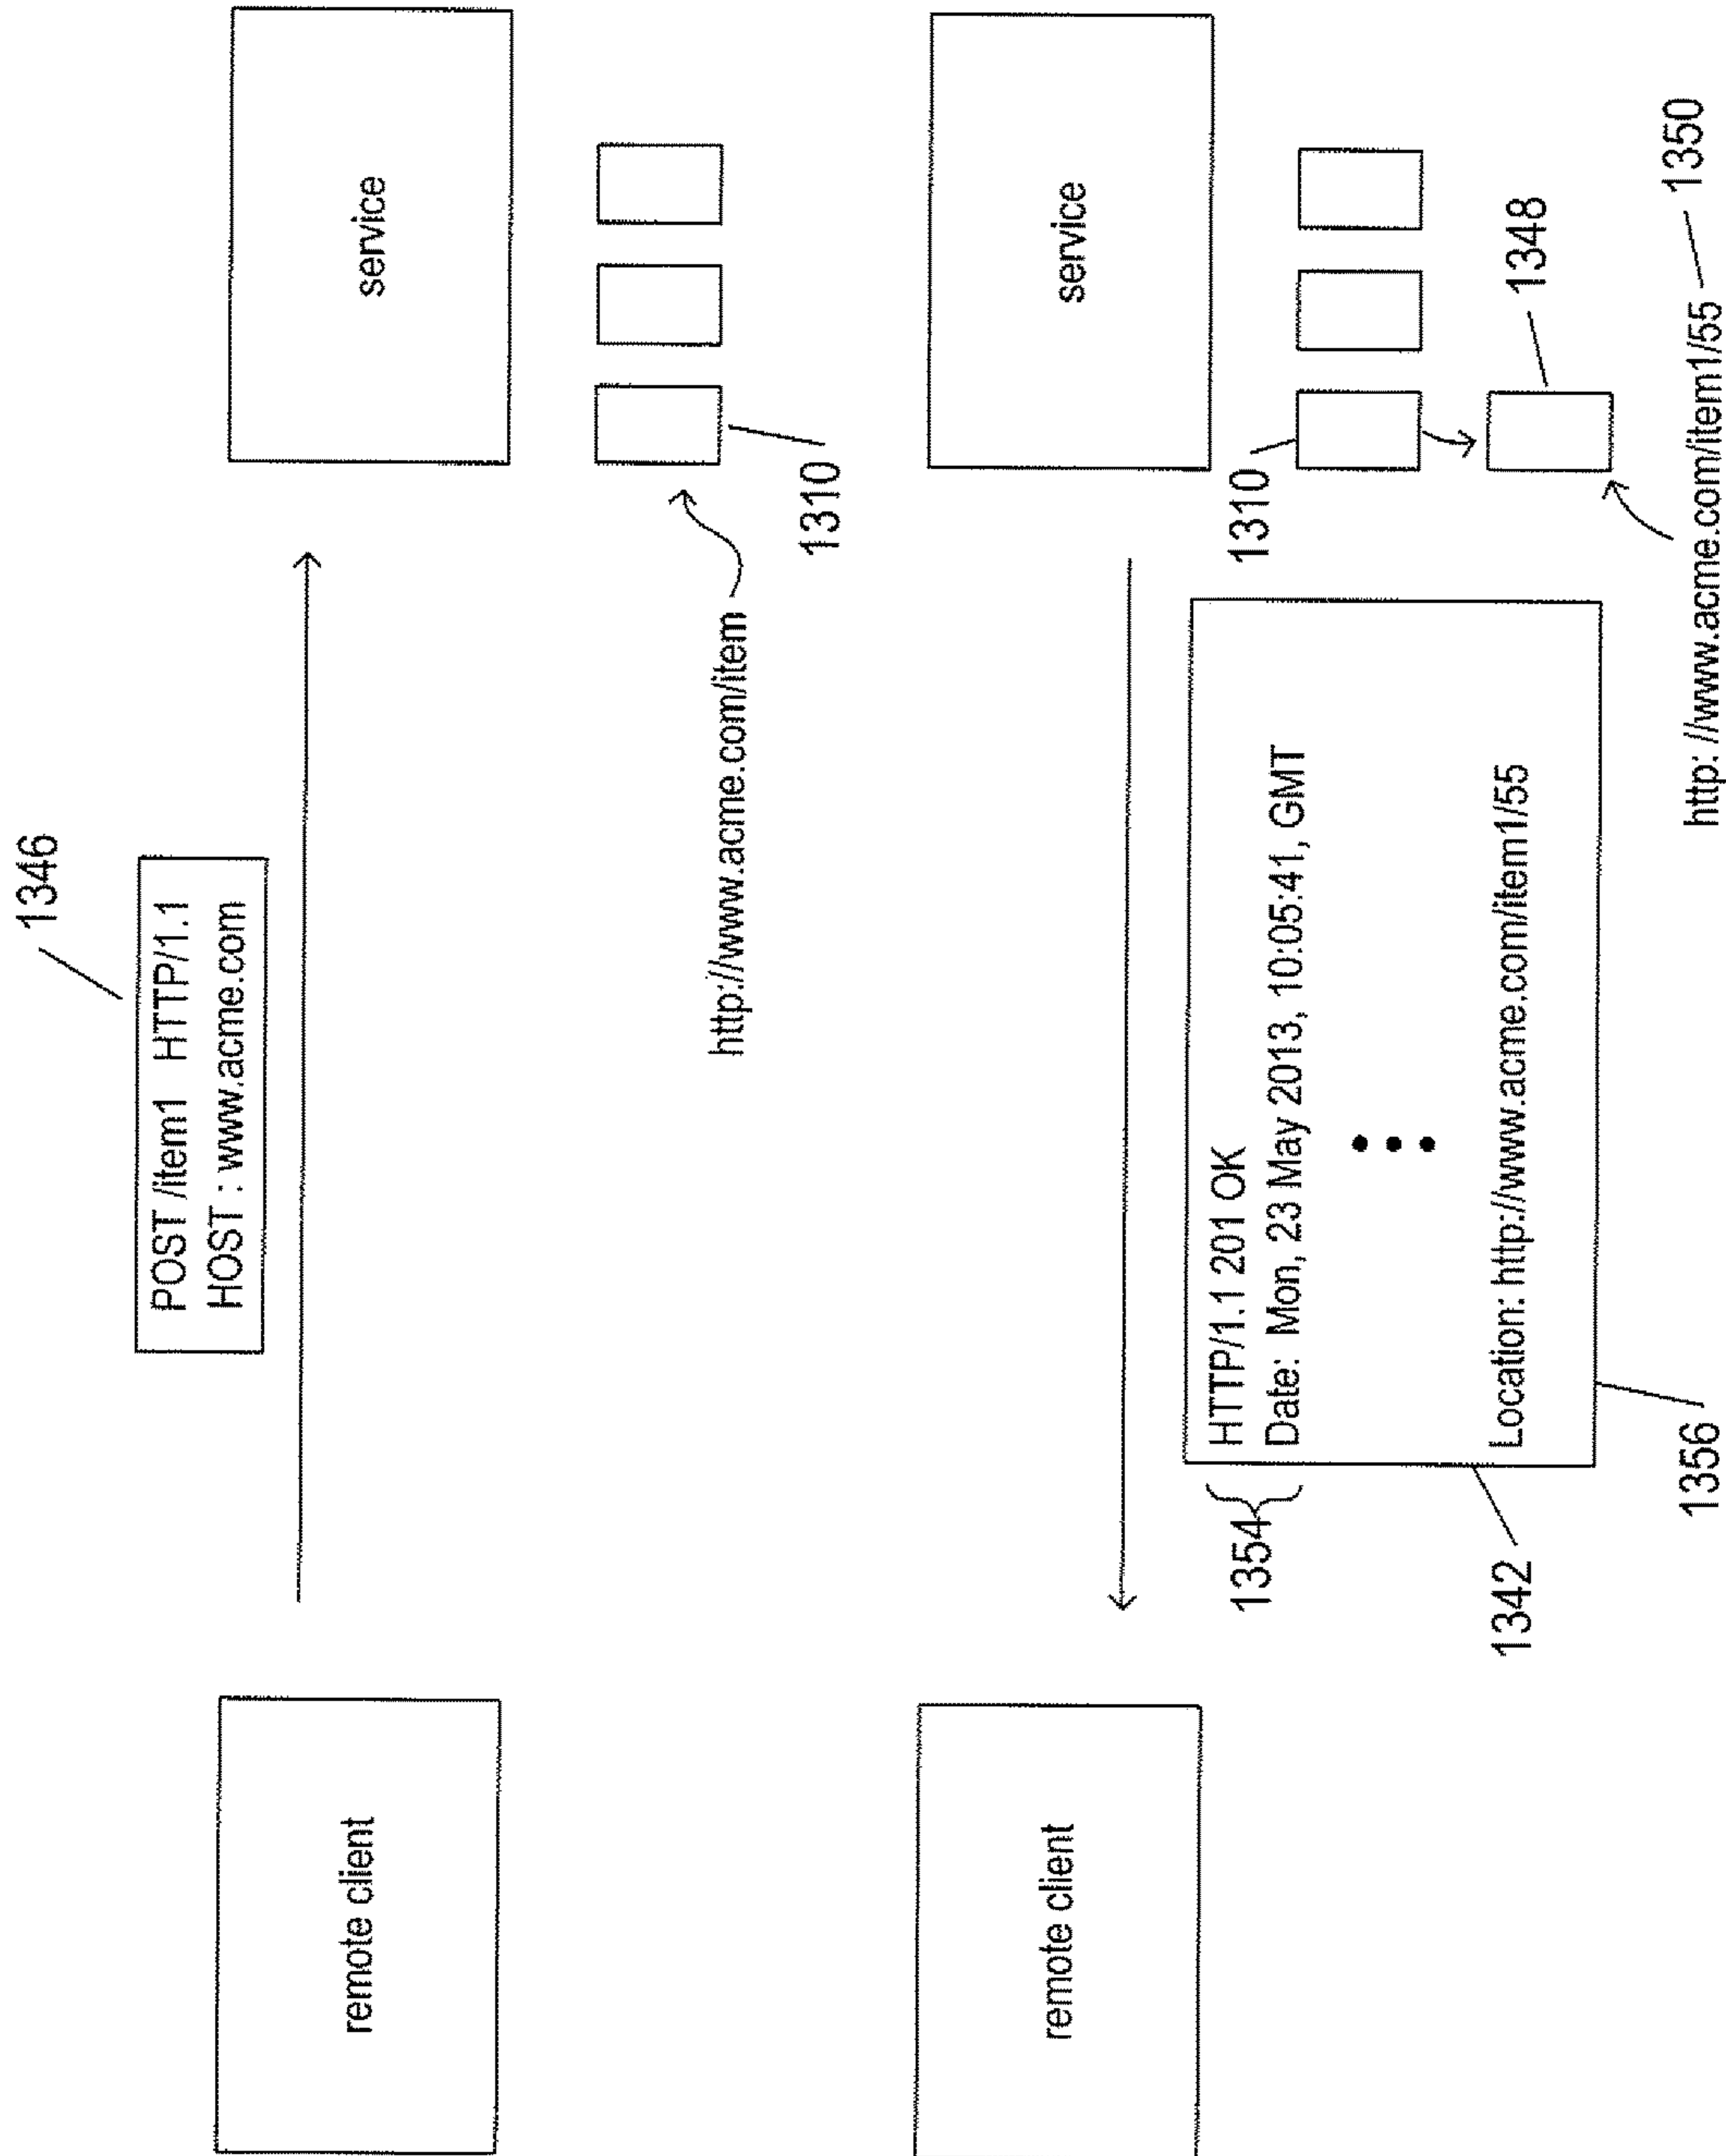 1346
POST /item1 HTTP/1.1
HOST : www.acme.com
remote client
service
http://www.acme.com/item
1310
remote client
service
1354
HTTP/1.1 201 OK
Date: Mon, 23 May 2013, 10:05:41, GMT
Location: http://www.acme.com/item1/55
1342
1356
1310
1348
http: //www.acme.com/item1/55
1350